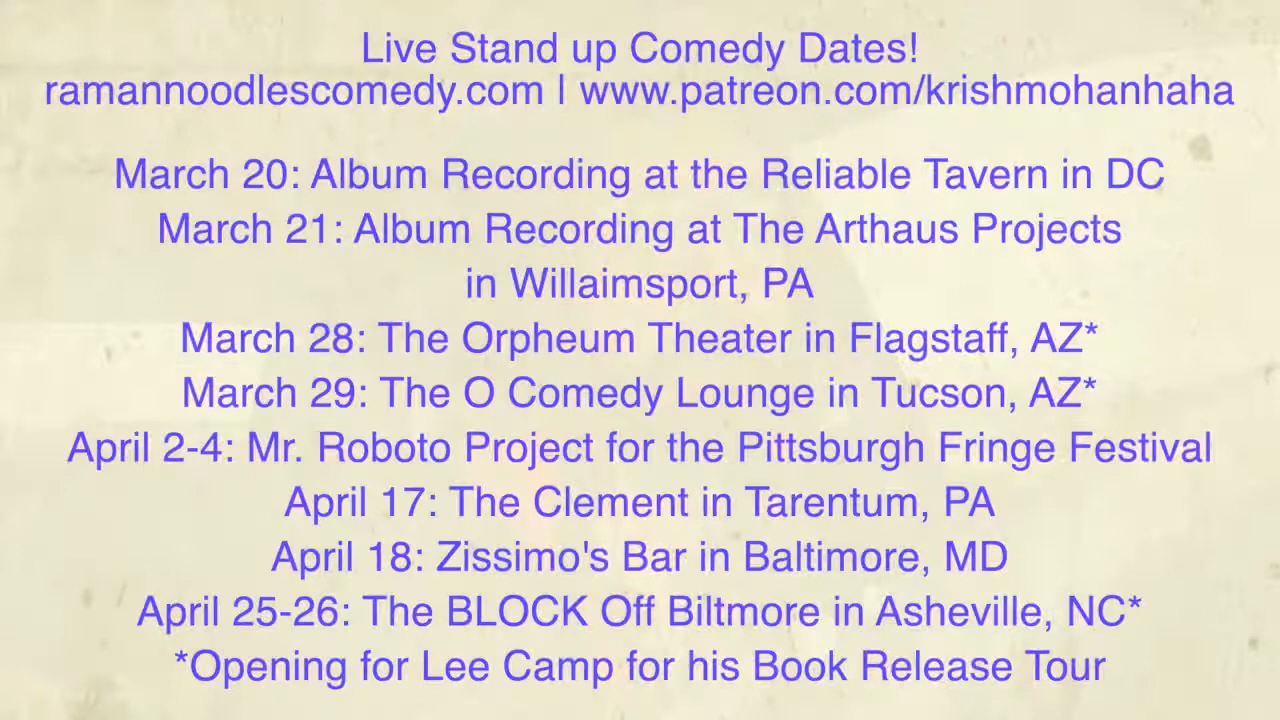 Live Stand up Comedy Dates!
ramannoodlescomedy.com | www.patreon.com/krishmohanhaha
March 20: Album Recording at the Reliable Tavern in DC
March 21: Album Recording at The Arthaus Projects
in Willaimsport, PA
March 28: The Orpheum Theater in Flagstaff, AZ*
March 29: The O Comedy Lounge in Tucson, AZ*
April 2-4: Mr. Roboto Project for the Pittsburgh Fringe Festival
April 17: The Clement in Tarentum, PA
April 18: Zissimo's Bar in Baltimore, MD
April 25-26: The BLOCK Off Biltmore in Asheville, NC*
*Opening for Lee Camp for his Book Release Tour